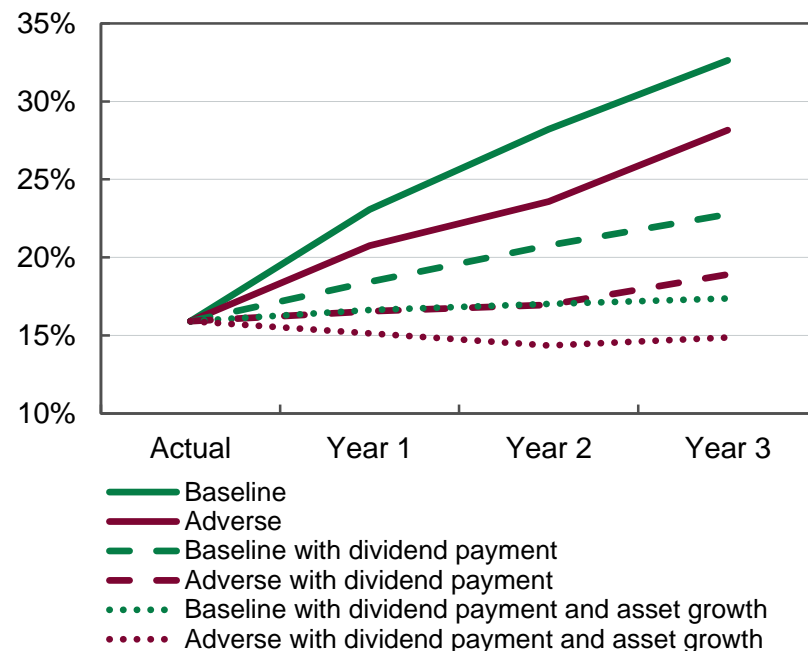 35%
30%
25%
20%
15%
10%
Actual Year 1 Year 2 Year 3
Baseline
Adverse
Baseline with dividend payment
Adverse with dividend payment
Baseline with dividend payment and asset growth
Adverse with dividend payment and asset growth